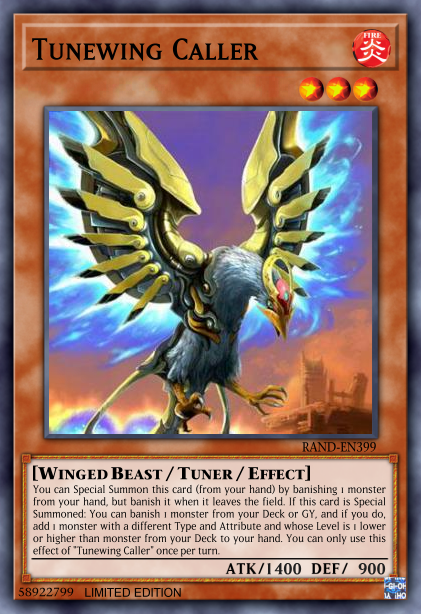 TUNEWING CALLER
FIRE
炎
RAND-EN399
[WINGED BEAST / TUNER / EFFECT]
You can Special Summon this card (from your hand) by banishing 1 monster
from your hand, but banish it when it leaves the field. If this card is Special
Summoned: You can banish 1 monster from your Deck or GY, and if you do,
add 1 monster with a different Type and Attribute and whose Level is 1 lower
or higher than monster from your Deck to your hand. You can only use this
effect of "Tunewing Caller" once per turn.
ATK/1400 DEF/ 900
58922799 LIMITED EDITION